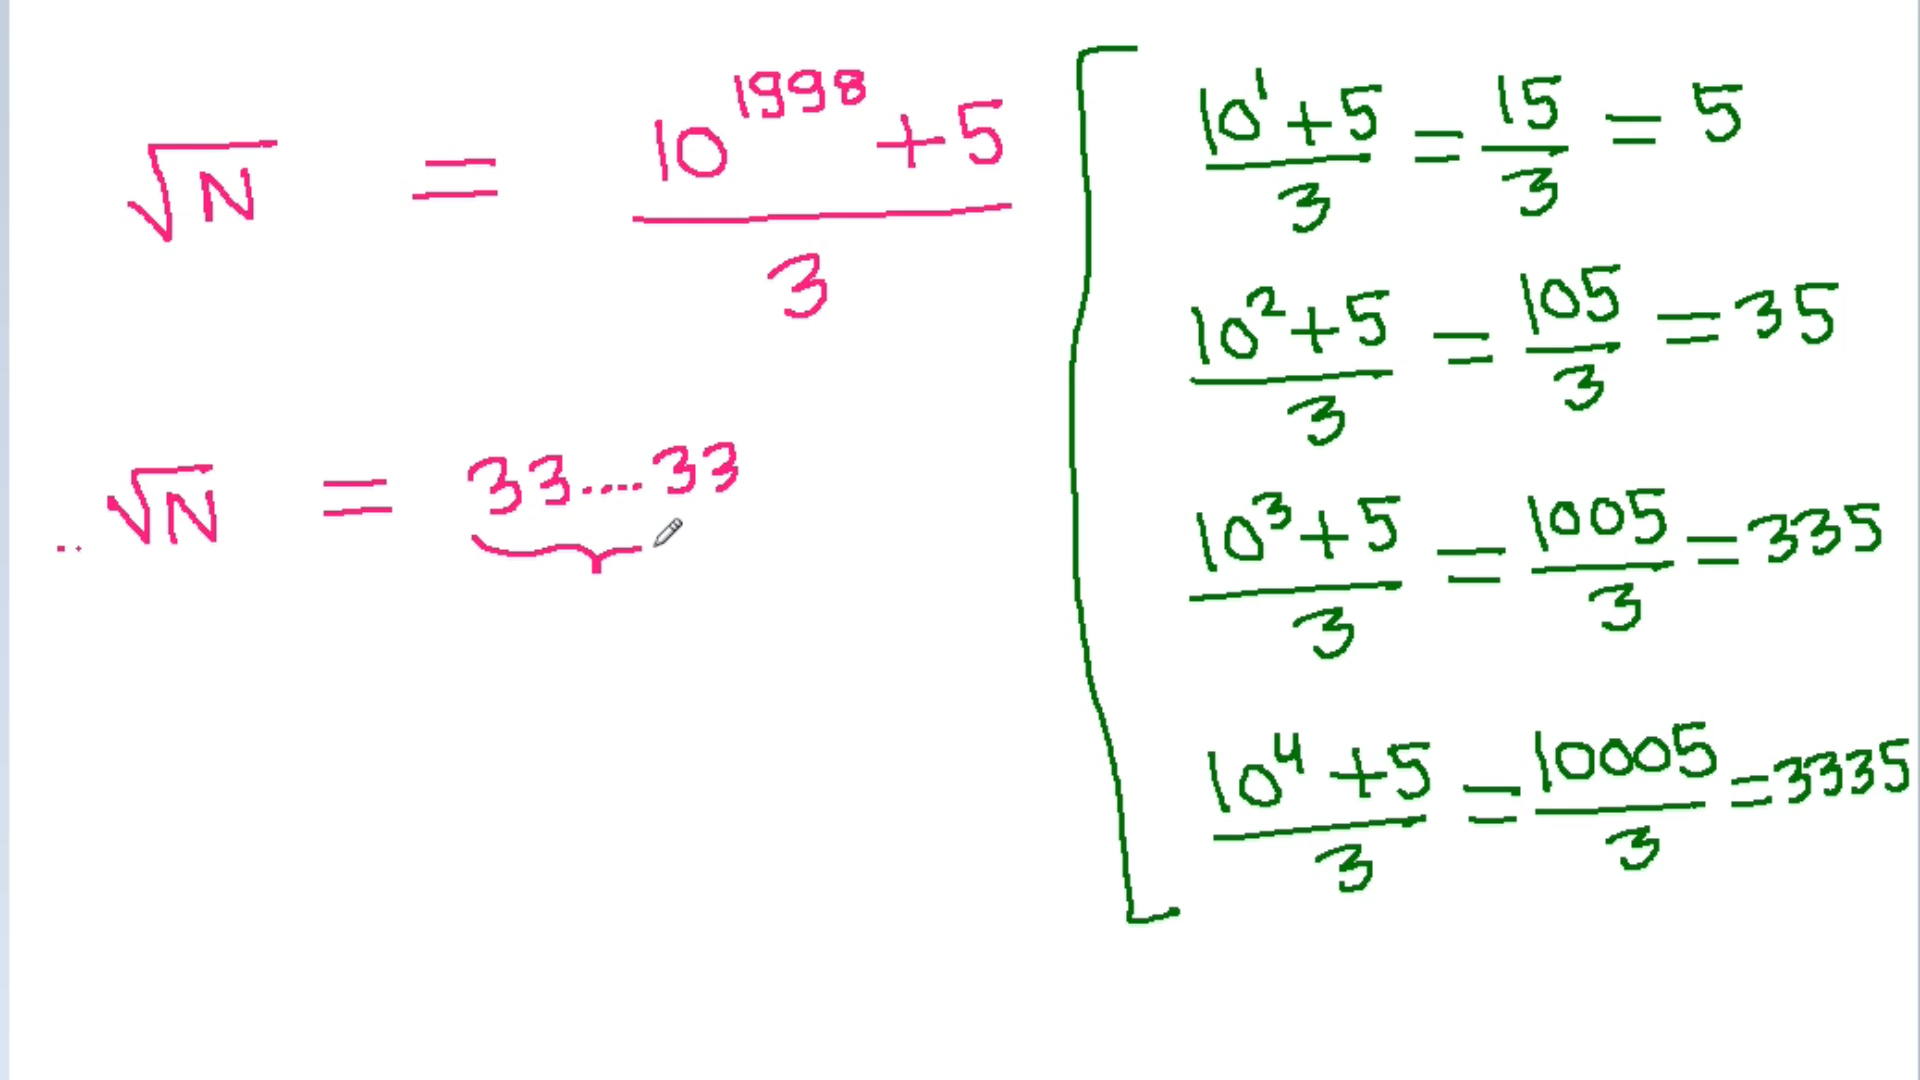 √N = (10^1998 + 5)/3
∴ √N = 33....33
(10^1 + 5)/3 = 15/3 = 5
(10^2 + 5)/3 = 105/3 = 35
(10^3 + 5)/3 = 1005/3 = 335
(10^4 + 5)/3 = 10005/3 = 3335